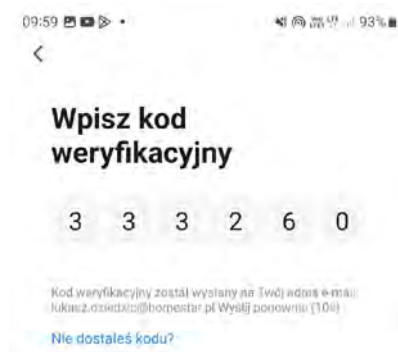 09:59
93%
Wpisz kod
weryfikacyjny
3 3 3 2 6 0
Kod weryfikacyjny został wysłany na Twój adres e-mail
Wyślij ponownie
Nie dostałeś kodu?